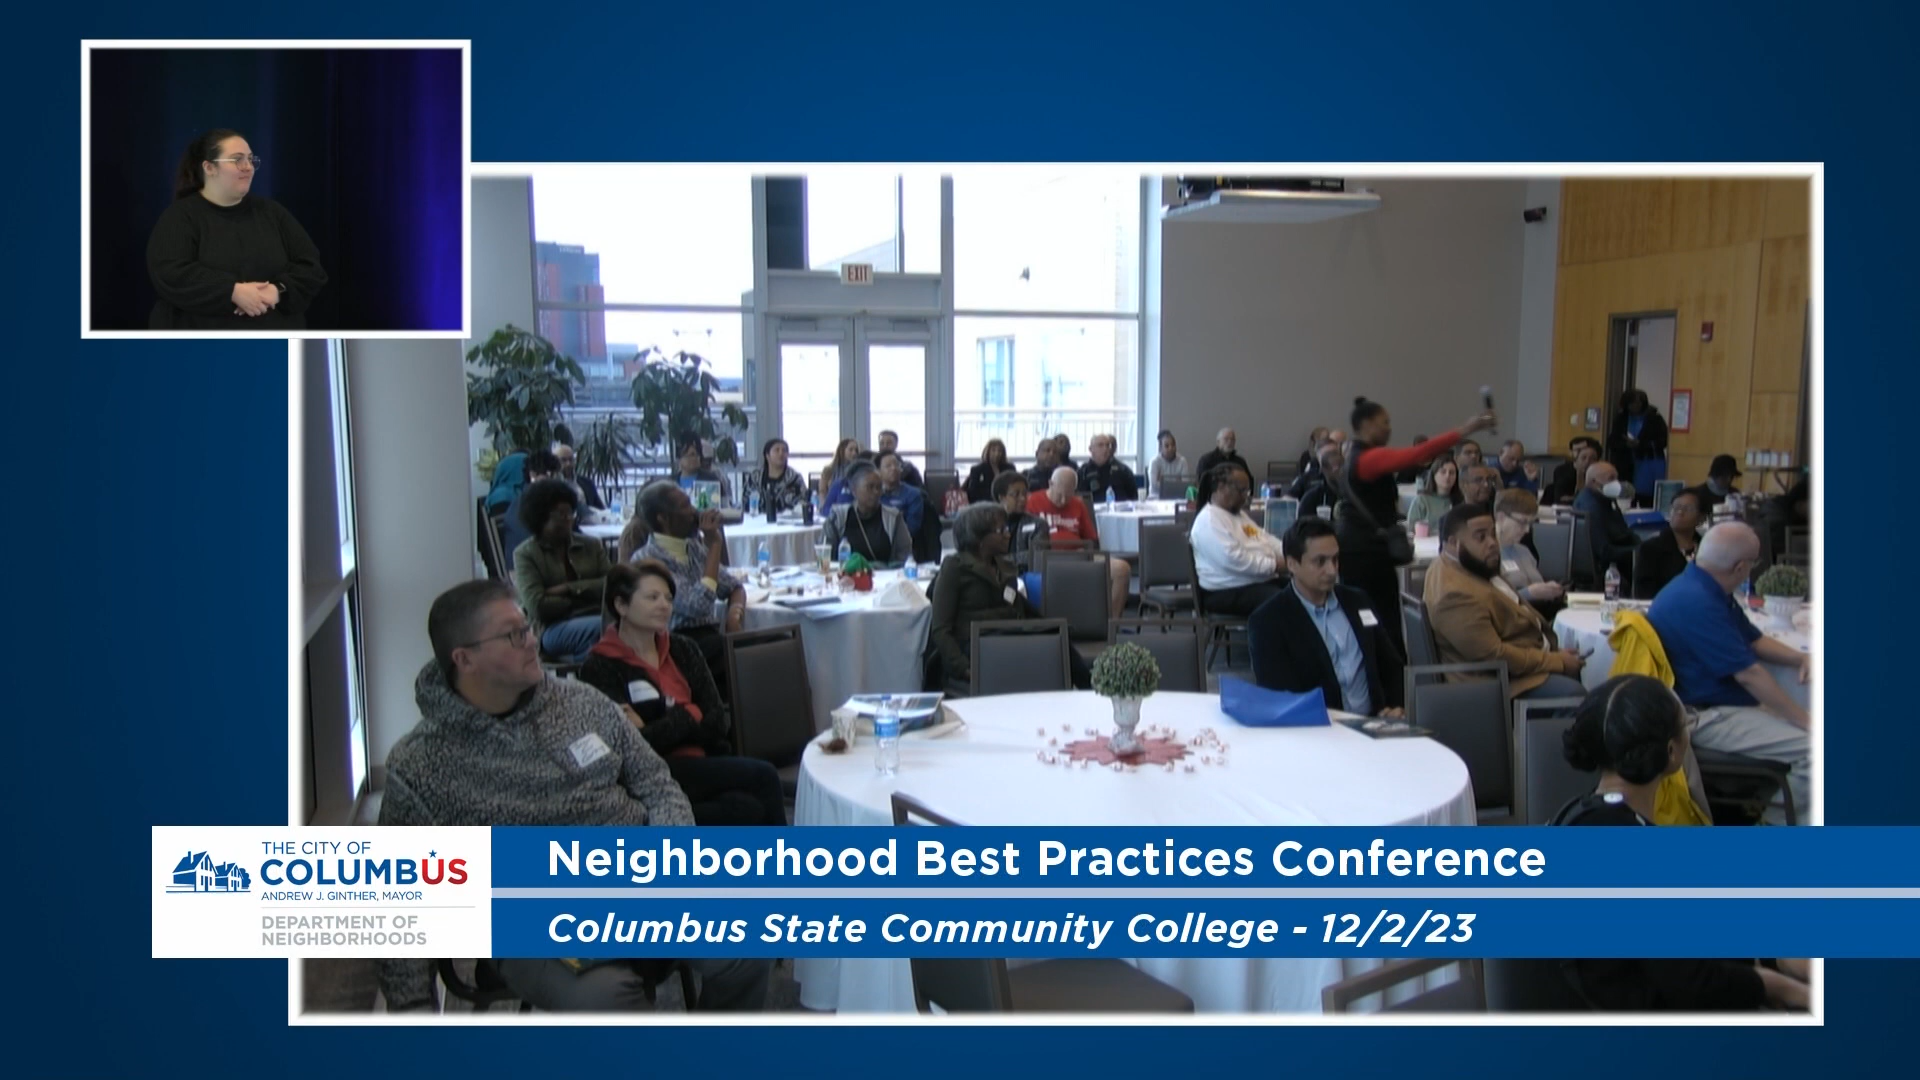 EXIT
THE CITY OF
COLUMBUS
ANDREW J. GINTHER, MAYOR
DEPARTMENT OF
NEIGHBORHOODS
Neighborhood Best Practices Conference
Columbus State Community College - 12/2/23